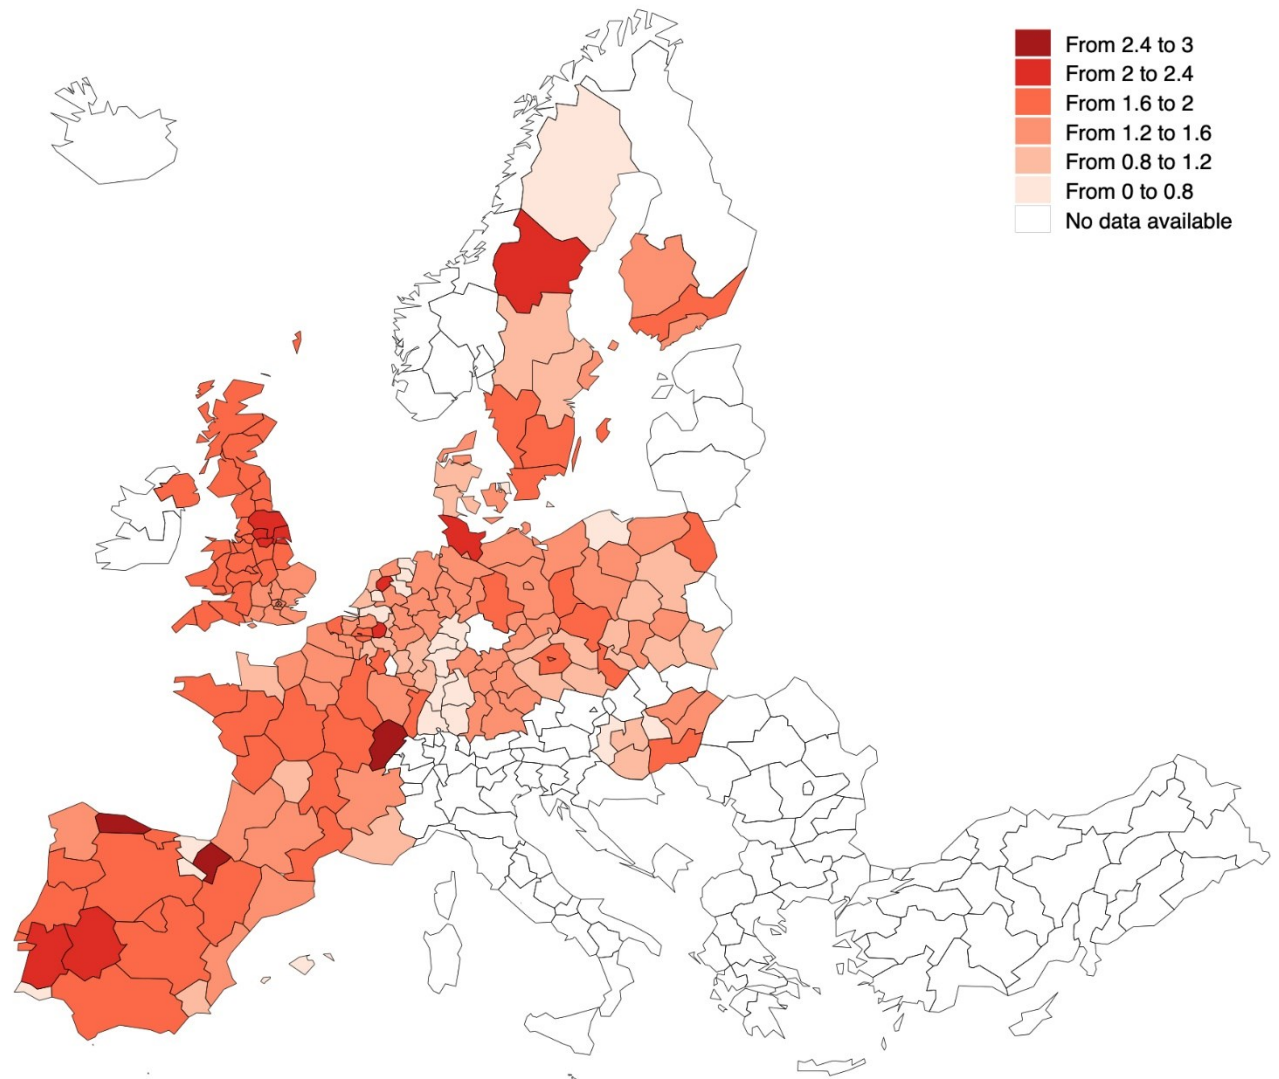 From 2.4 to 3
From 2 to 2.4
From 1.6 to 2
From 1.2 to 1.6
From 0.8 to 1.2
From 0 to 0.8
No data available